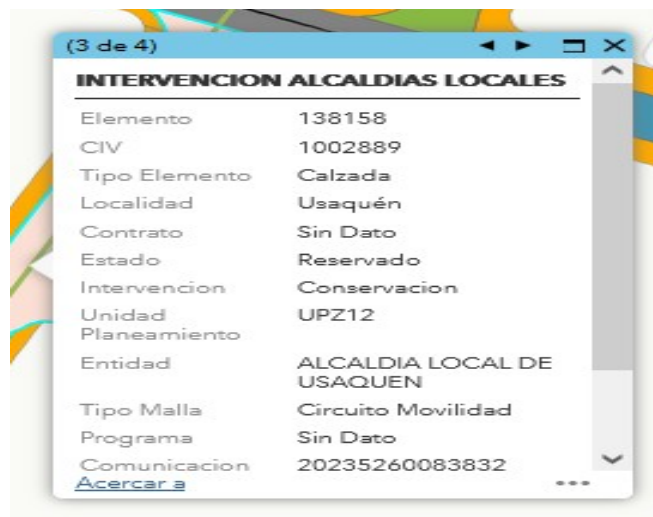 (3 de 4)
INTERVENCION ALCALDIAS LOCALES
Elemento 138158
CIV 1002889
Tipo Elemento Calzada
Localidad Usaquén
Contrato Sin Dato
Estado Reservado
Intervencion Conservacion
Unidad Planeamiento UPZ12
Entidad ALCALDIA LOCAL DE USAQUEN
Tipo Malla Circuito Movilidad
Programa Sin Dato
Comunicacion 20235260083832
Acercar a